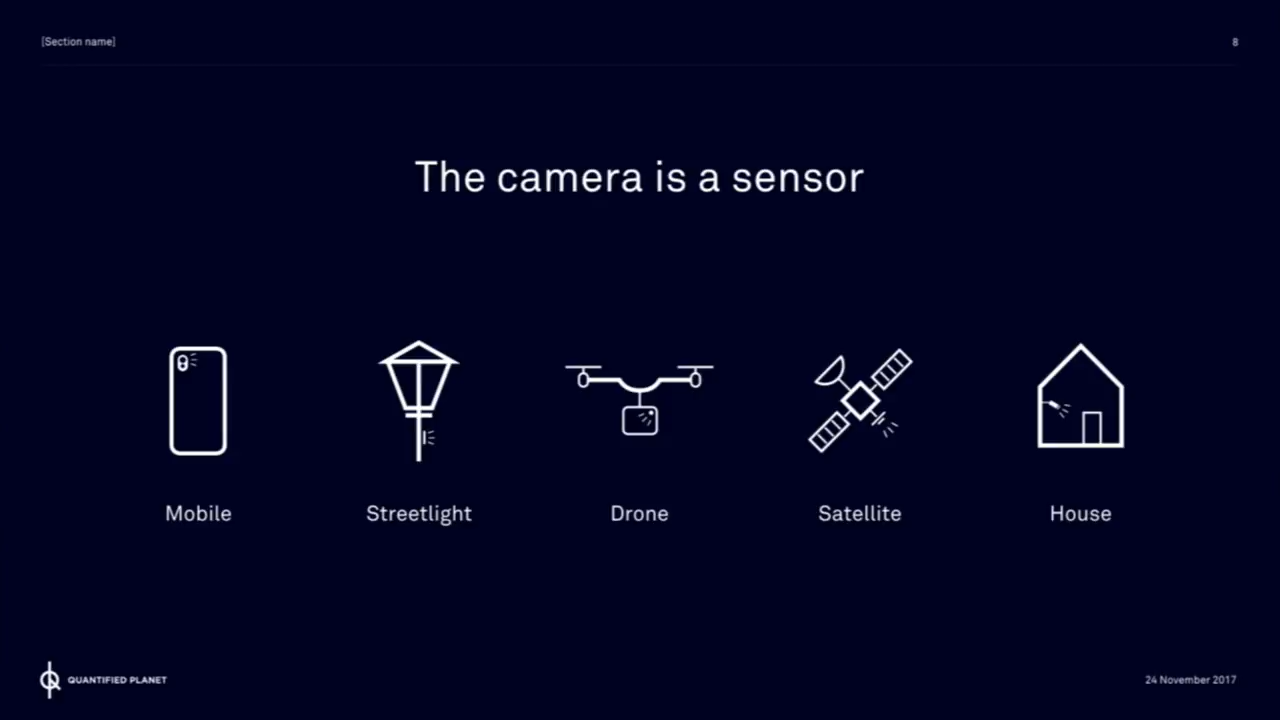 [Section name]
8
The camera is a sensor
Mobile
Streetlight
Drone
Satellite
House
QUANTIFIED PLANET
24 November 2017